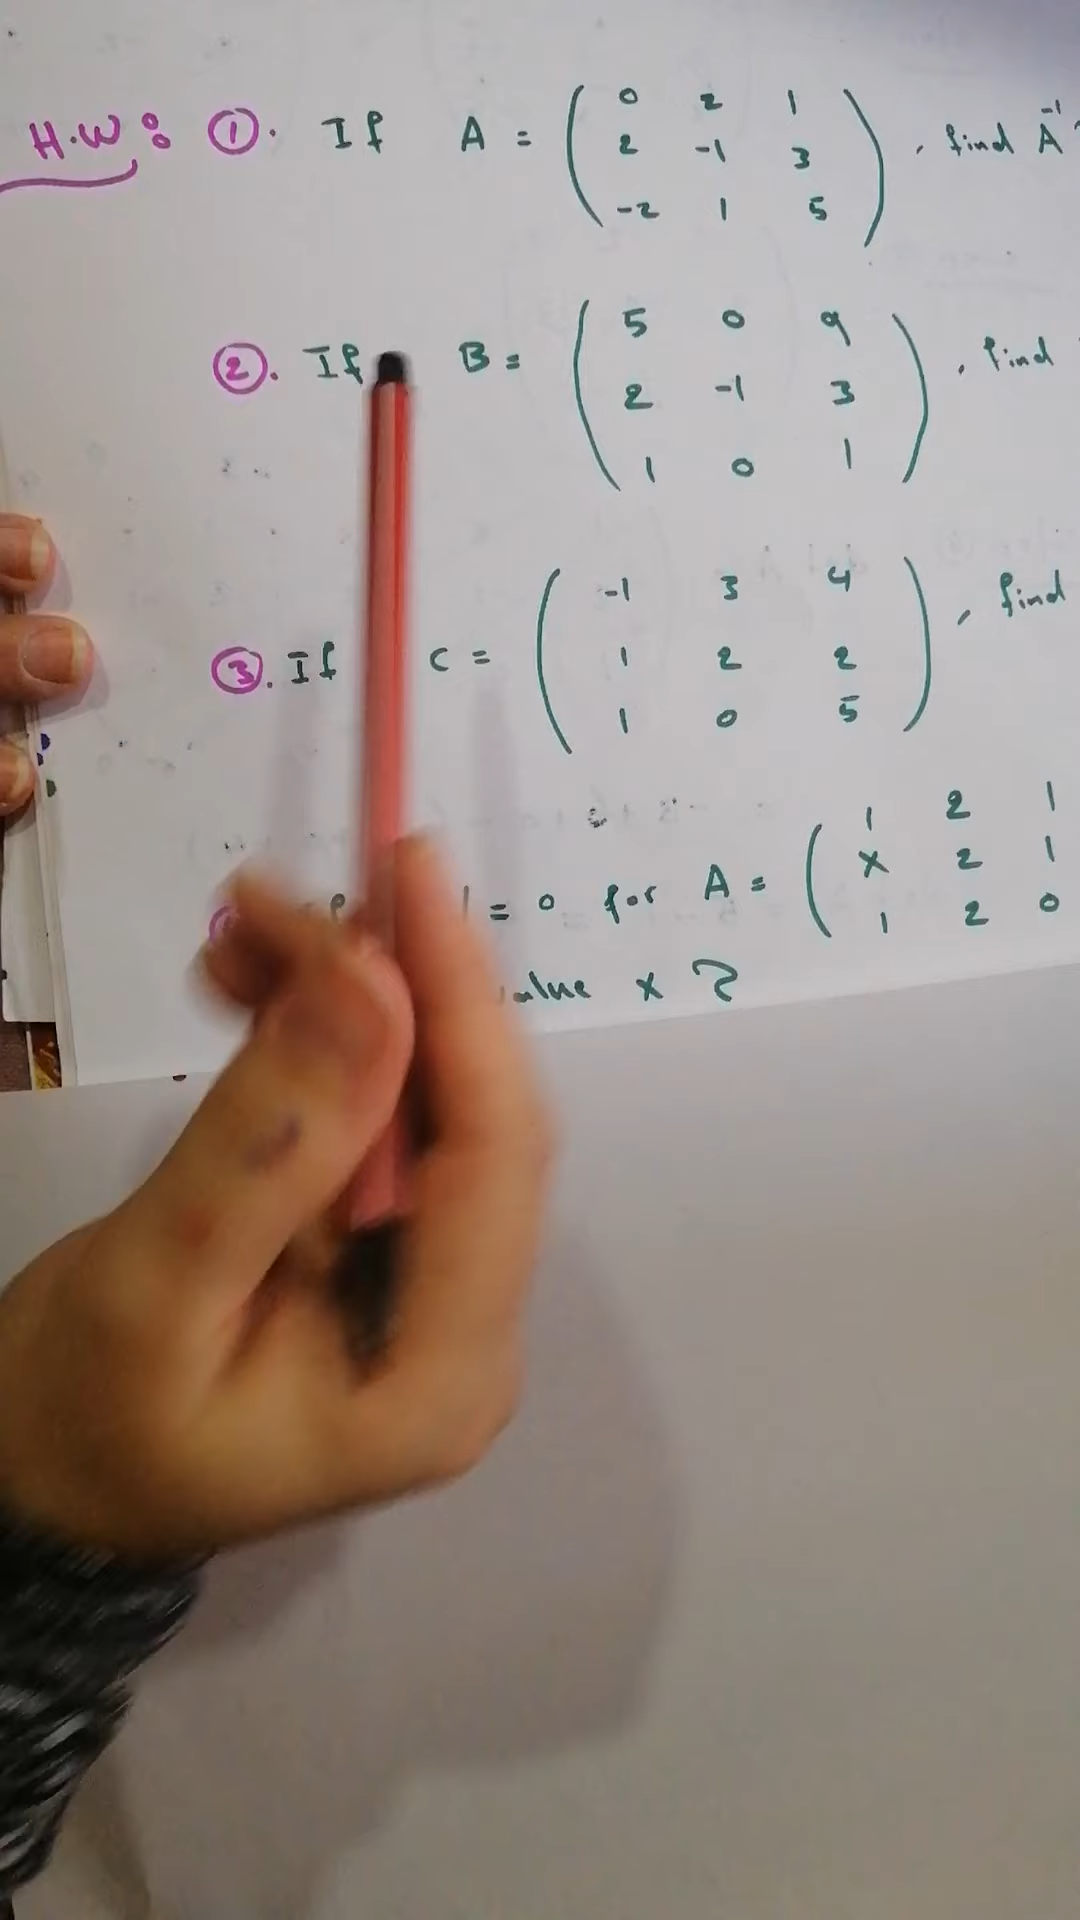 H.W: ①. If A = ( 0 2 1
2 -1 3
-2 1 5 ) , find A⁻¹
②. If B = ( 5 0 9
2 -1 3
1 0 1 ) , find
③. If C = ( -1 3 4
1 2 2
1 0 5 ) , find
| = 0 for A = ( 1 2 1
x 2 1
1 2 0
value x ?